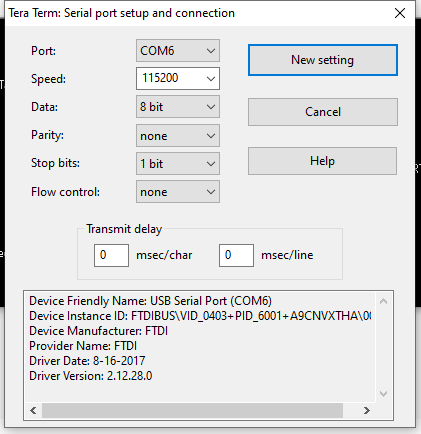 Tera Term: Serial port setup and connection
Port: COM6 New setting
Speed: 115200
Data: 8 bit Cancel
Parity: none
Stop bits: 1 bit Help
Flow control: none
Transmit delay
0 msec/char 0 msec/line
Device Friendly Name: USB Serial Port (COM6)
Device Instance ID: FTDIBUS\VID_0403+PID_6001+A9CNVXTHA\00
Device Manufacturer: FTDI
Provider Name: FTDI
Driver Date: 8-16-2017
Driver Version: 2.12.28.0